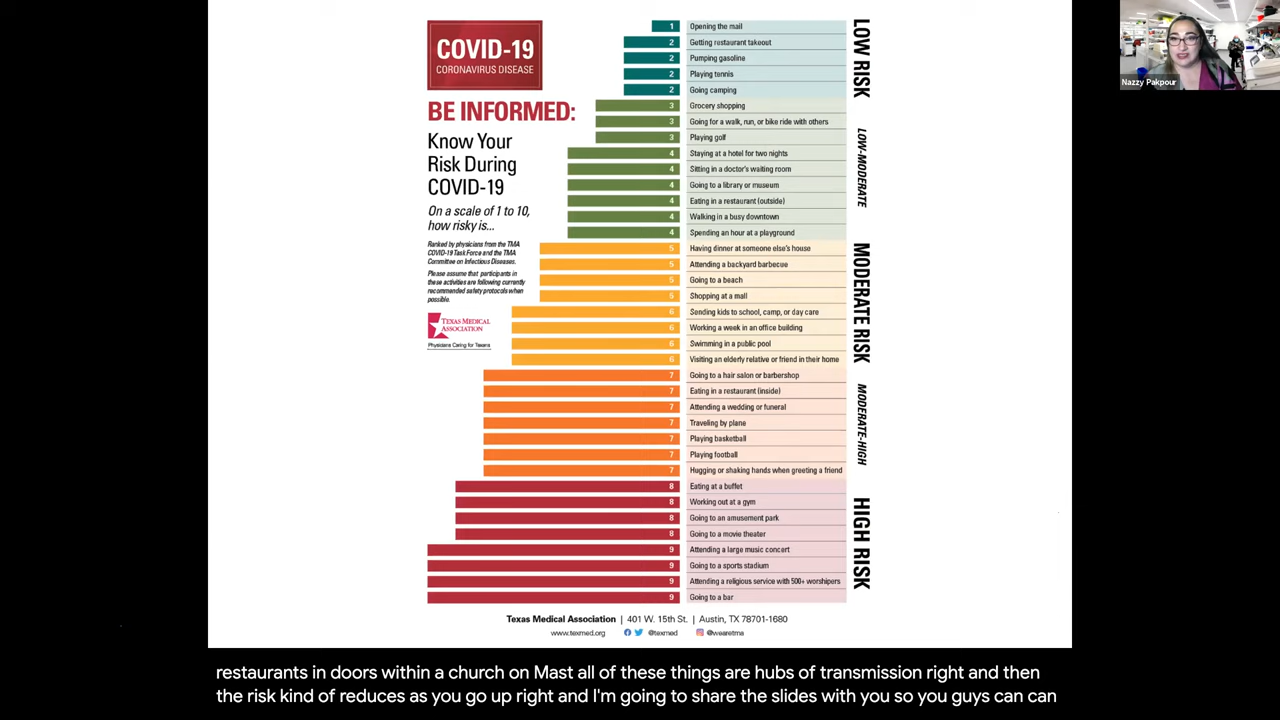 COVID-19
CORONAVIRUS DISEASE
BE INFORMED:
Know Your
Risk During
COVID-19
On a scale of 1 to 10,
how risky is...
Ranked by physicians from the TMA
COVID-19 Task Force and the TMA
Committee on Infectious Diseases.
Please assume that participants in
these activities are following currently
recommended safety protocols when
possible.
TEXAS MEDICAL
ASSOCIATION
Physicians Caring for Texans
1 Opening the mail
2 Getting restaurant takeout
2 Pumping gasoline
2 Playing tennis
2 Going camping
3 Grocery shopping
3 Going for a walk, run, or bike ride with others
3 Playing golf
4 Staying at a hotel for two nights
4 Sitting in a doctor's waiting room
4 Going to a library or museum
4 Eating in a restaurant (outside)
4 Walking in a busy downtown
4 Spending an hour at a playground
5 Having dinner at someone else's house
5 Attending a backyard barbecue
5 Going to a beach
5 Shopping at a mall
6 Sending kids to school, camp, or day care
6 Working a week in an office building
6 Swimming in a public pool
6 Visiting an elderly relative or friend in their home
7 Going to a hair salon or barbershop
7 Eating in a restaurant (inside)
7 Attending a wedding or funeral
7 Traveling by plane
7 Playing basketball
7 Playing football
7 Hugging or shaking hands when greeting a friend
8 Eating at a buffet
8 Working out at a gym
8 Going to an amusement park
8 Going to a movie theater
9 Attending a large music concert
9 Going to a sports stadium
9 Attending a religious service with 500+ worshipers
9 Going to a bar
LOW RISK
LOW-MODERATE
MODERATE RISK
MODERATE-HIGH
HIGH RISK
Texas Medical Association | 401 W. 15th St. | Austin, TX 78701-1680
www.texmed.org @texmed @wearetma
Nazzy Pakpour
restaurants in doors within a church on Mast all of these things are hubs of transmission right and then
the risk kind of reduces as you go up right and I'm going to share the slides with you so you guys can can